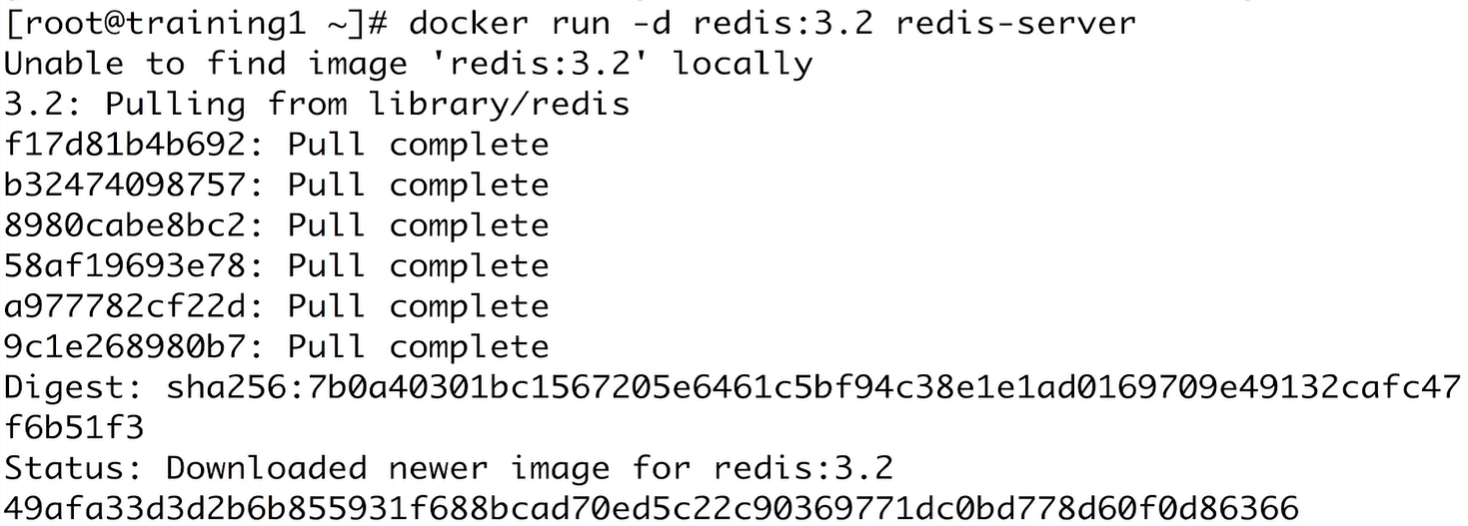 [root@training1 ~]# docker run -d redis:3.2 redis-server
Unable to find image 'redis:3.2' locally
3.2: Pulling from library/redis
f17d81b4b692: Pull complete
b32474098757: Pull complete
8980cabe8bc2: Pull complete
58af19693e78: Pull complete
a977782cf22d: Pull complete
9c1e268980b7: Pull complete
Digest: sha256:7b0a40301bc1567205e6461c5bf94c38e1e1ad0169709e49132cafc47
f6b51f3
Status: Downloaded newer image for redis:3.2
49afa33d3d2b6b855931f688bcad70ed5c22c90369771dc0bd778d60f0d86366